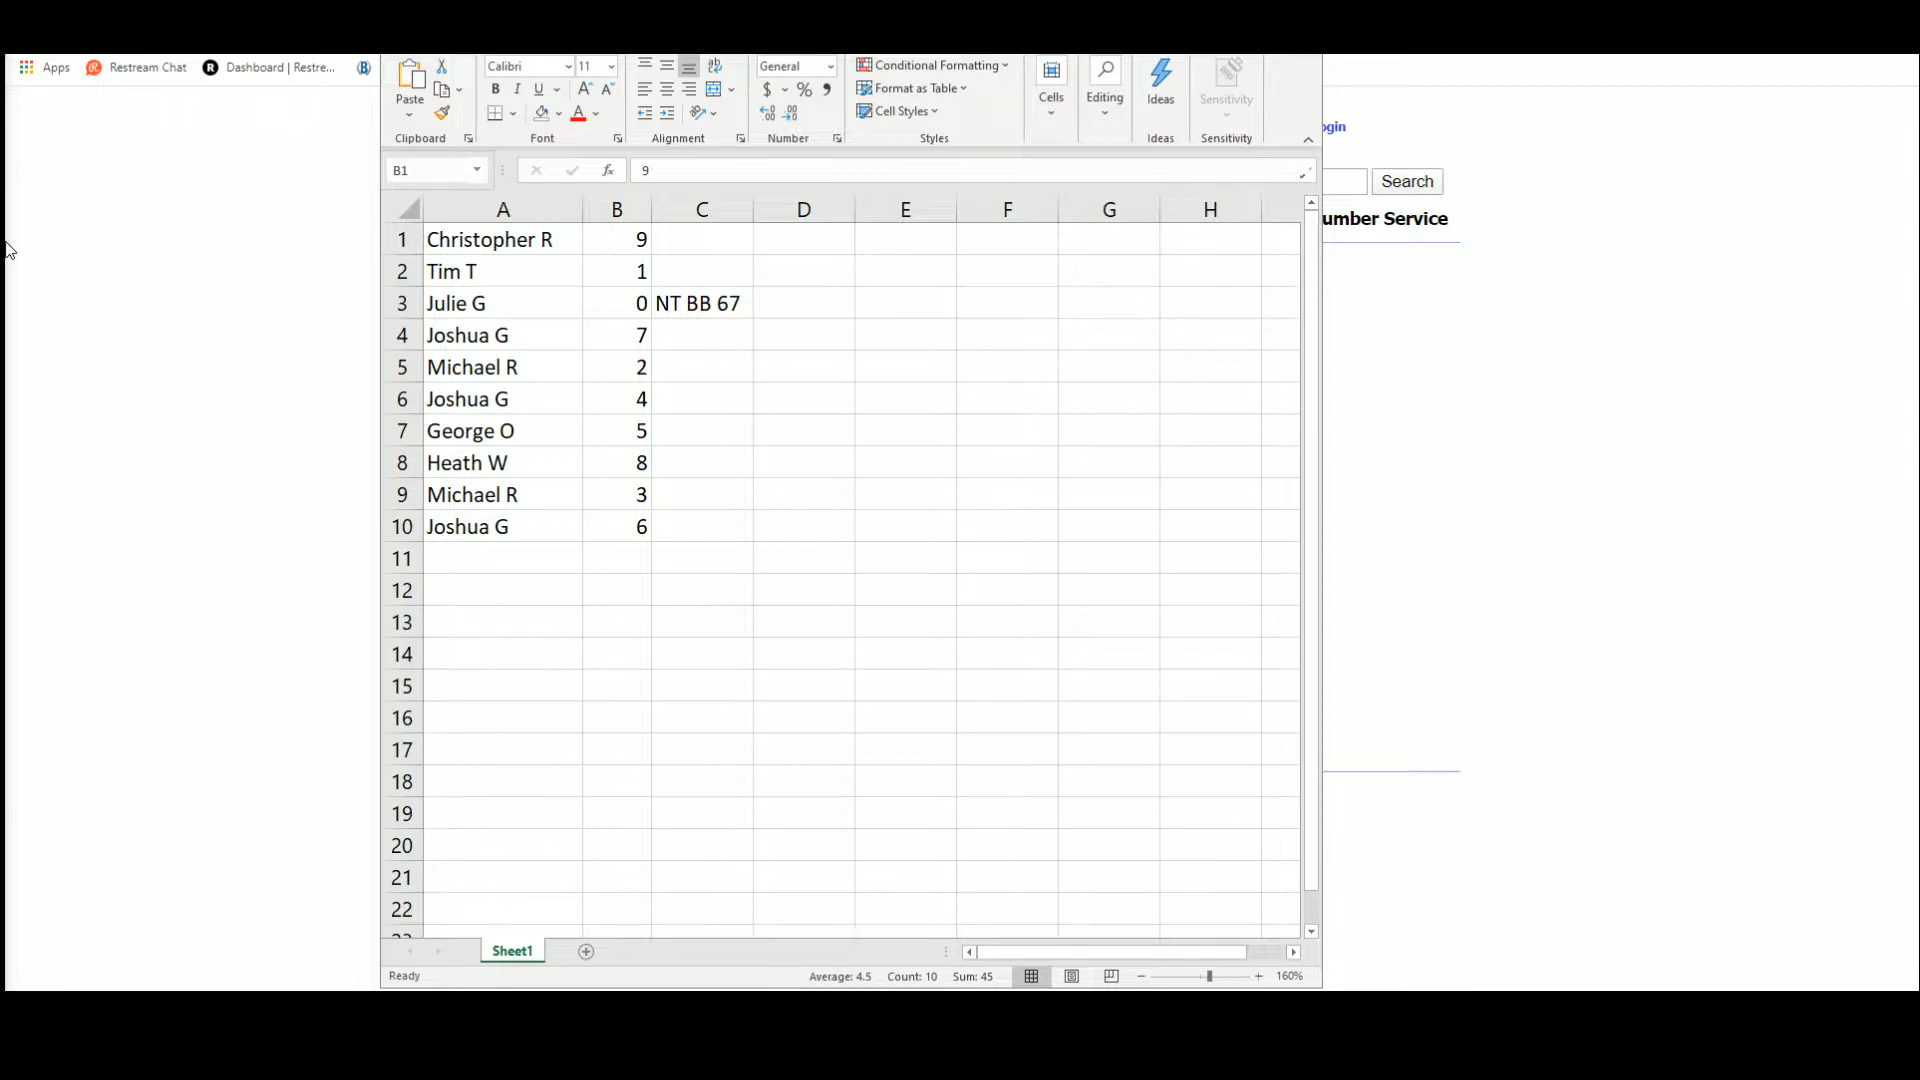 Apps Restream Chat Dashboard | Restre...
Calibri 11 General Conditional Formatting
Paste B I U $ % Format as Table Cells Editing Ideas Sensitivity
Cell Styles
Clipboard Font Alignment Number Styles Ideas Sensitivity
ogin
B1 fx 9
Search
umber Service
A B C D E F G H
1 Christopher R 9
2 Tim T 1
3 Julie G 0 NT BB 67
4 Joshua G 7
5 Michael R 2
6 Joshua G 4
7 George O 5
8 Heath W 8
9 Michael R 3
10 Joshua G 6
11
12
13
14
15
16
17
18
19
20
21
22
Sheet1
Ready Average: 4.5 Count: 10 Sum: 45 160%